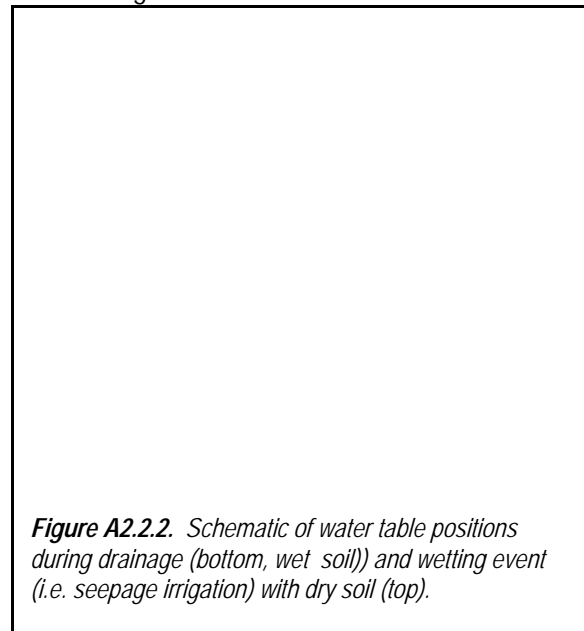 Figure A2.2.2. Schematic of water table positions
during drainage (bottom, wet soil)) and wetting event
(i.e. seepage irrigation) with dry soil (top).